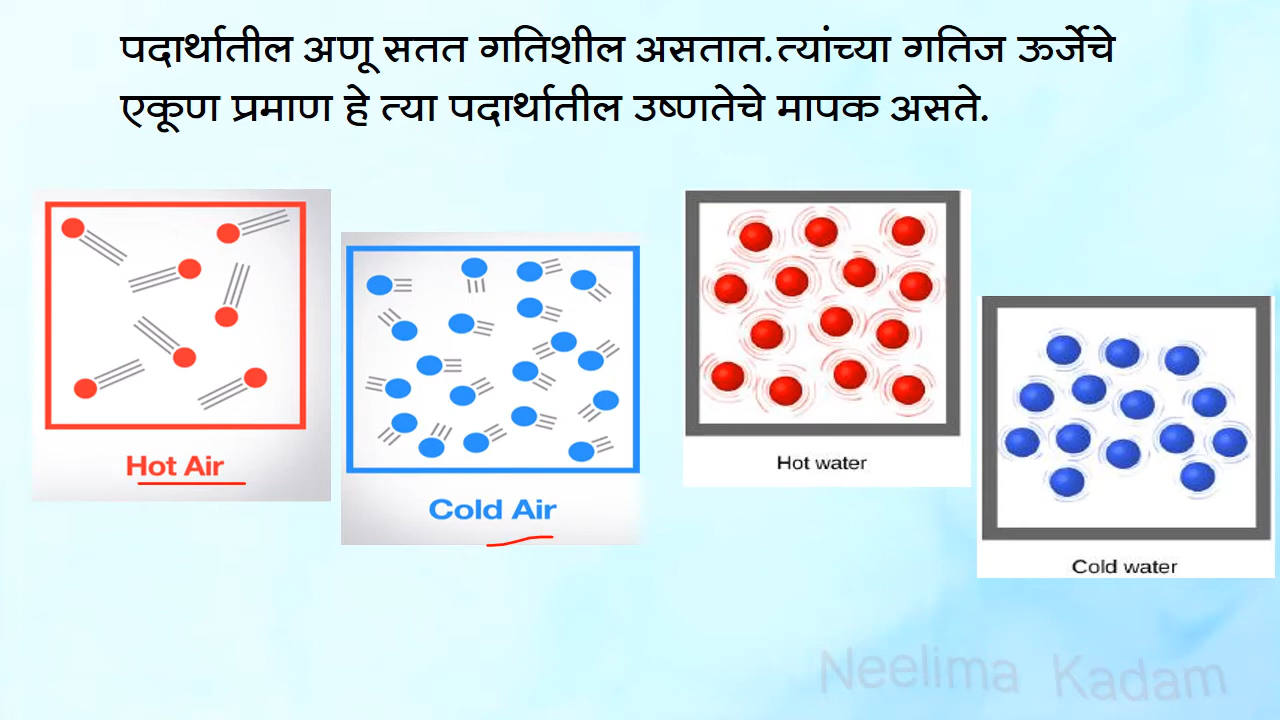 पदार्थातील अणू सतत गतिशील असतात.त्यांच्या गतिज ऊर्जेचे
एकूण प्रमाण हे त्या पदार्थातील उष्णतेचे मापक असते.
Hot Air
Cold Air
Hot water
Cold water
Neelima Kadam